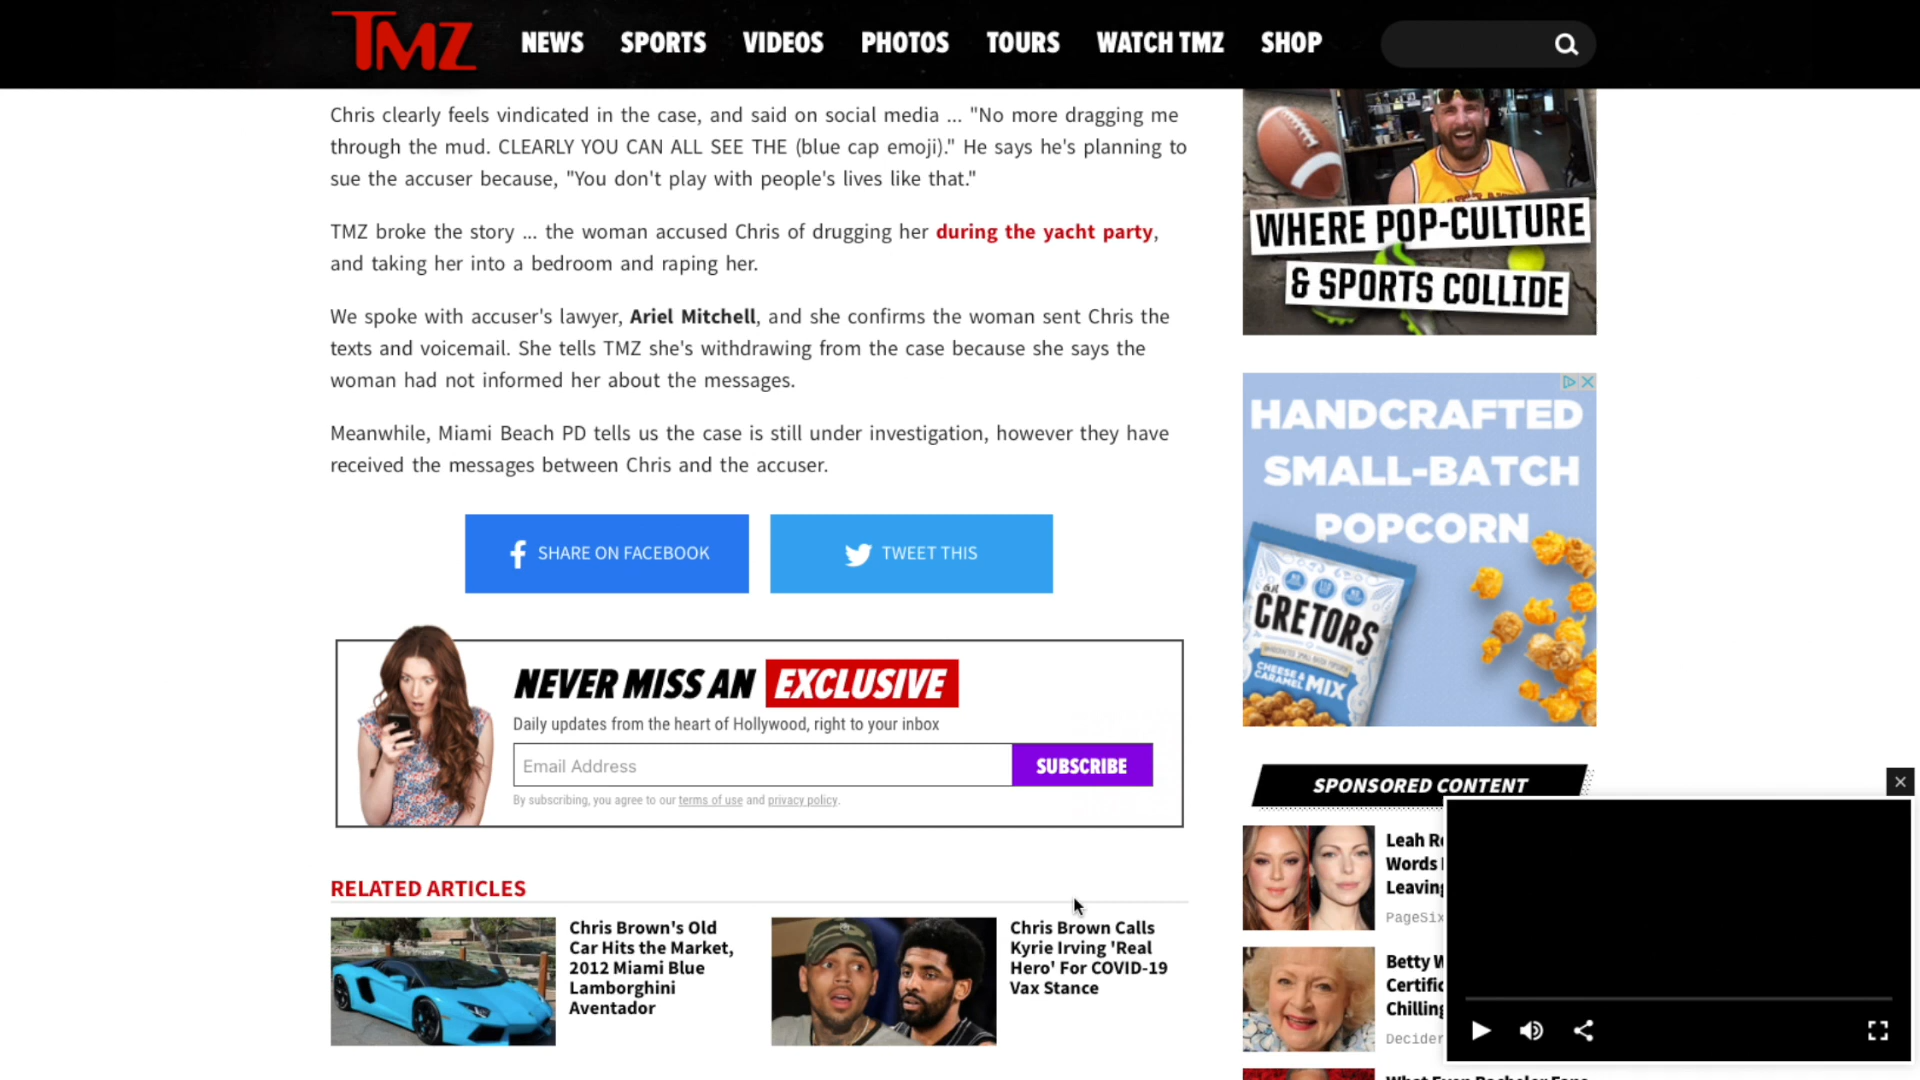 TMZ
NEWS SPORTS VIDEOS PHOTOS TOURS WATCH TMZ SHOP
Chris clearly feels vindicated in the case, and said on social media ... "No more dragging me
through the mud. CLEARLY YOU CAN ALL SEE THE (blue cap emoji)." He says he's planning to
sue the accuser because, "You don't play with people's lives like that."
TMZ broke the story ... the woman accused Chris of drugging her during the yacht party,
and taking her into a bedroom and raping her.
We spoke with accuser's lawyer, Ariel Mitchell, and she confirms the woman sent Chris the
texts and voicemail. She tells TMZ she's withdrawing from the case because she says the
woman had not informed her about the messages.
Meanwhile, Miami Beach PD tells us the case is still under investigation, however they have
received the messages between Chris and the accuser.
SHARE ON FACEBOOK
TWEET THIS
NEVER MISS AN EXCLUSIVE
Daily updates from the heart of Hollywood, right to your inbox
Email Address
SUBSCRIBE
By subscribing, you agree to our terms of use and privacy policy.
RELATED ARTICLES
Chris Brown's Old
Car Hits the Market,
2012 Miami Blue
Lamborghini
Aventador
Chris Brown Calls
Kyrie Irving 'Real
Hero' For COVID-19
Vax Stance
WHERE POP-CULTURE
& SPORTS COLLIDE
HANDCRAFTED
SMALL-BATCH
POPCORN
CRETORS
CHEESE &
CARAMEL MIX
SPONSORED CONTENT
Leah R
Words
Leaving
PageSix
Betty W
Certific
Chilling
Decider